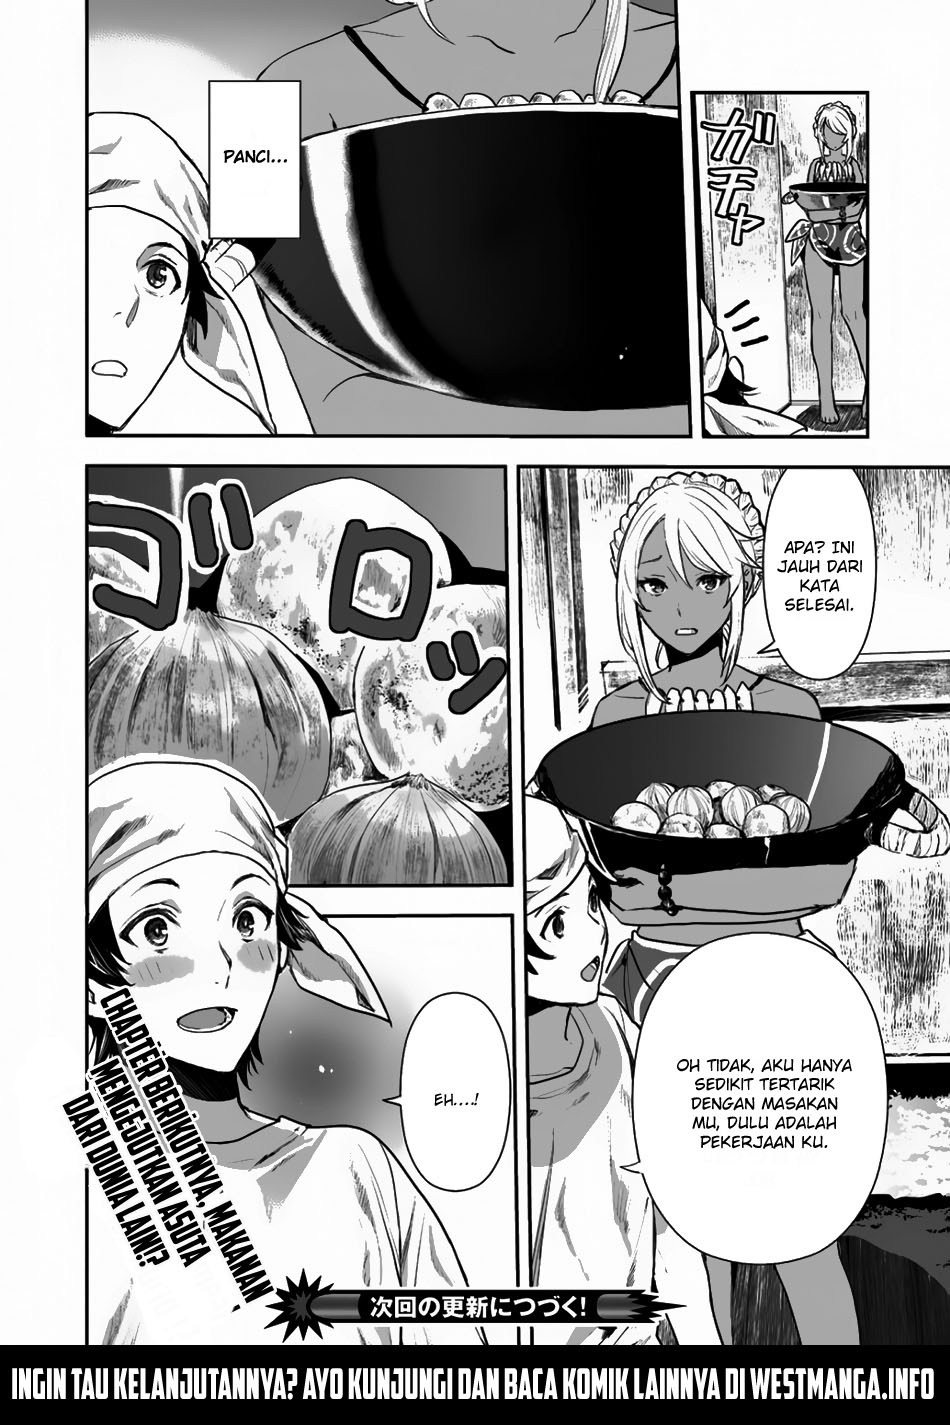 ガチャ
PANCI...
APA? INI
JAUH DARI
KATA
SELESAI.
OH TIDAK, AKU HANYA
SEDIKIT TERTARIK
DENGAN MASAKAN
MU, DULU ADALAH
PEKERJAAN KU.
ゴロッ
EH....!
CHAPTER BERIKUTNYA, MAKANAN
MENGEJUTKAN ASUTA
DARI DUNIA LAIN!?
次回の更新につづく!
INGIN TAU KELANJUTANNYA? AYO KUNJUNGI DAN BACA KOMIK LAINNYA DI WESTMANGA.INFO